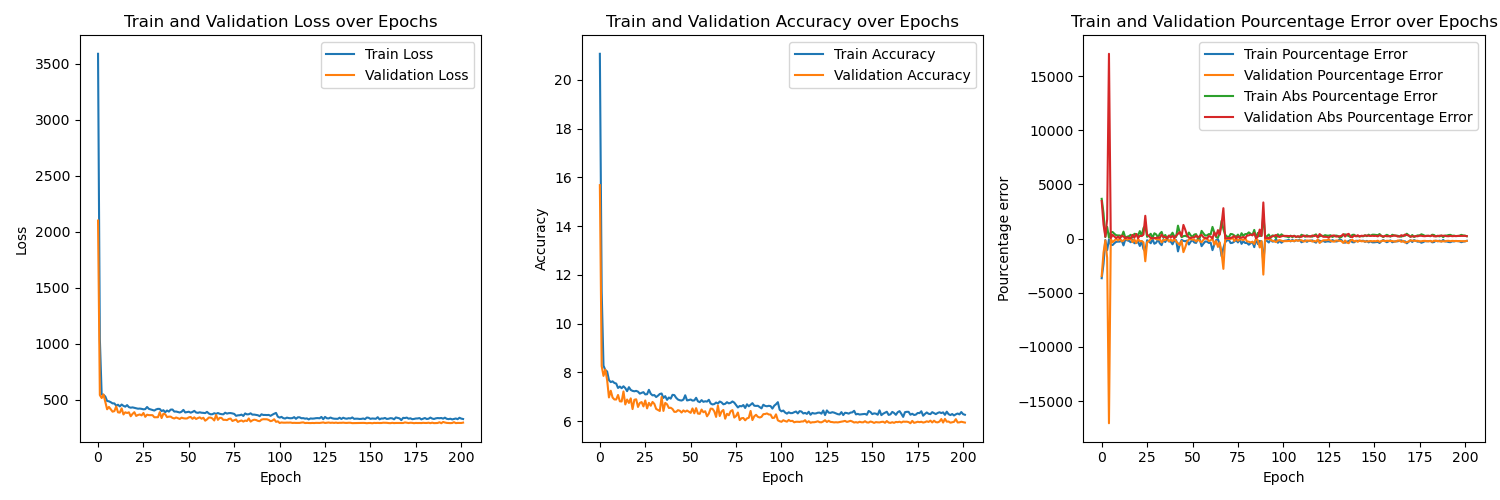 Train and Validation Loss over Epochs
Train Loss
Validation Loss
3500
3000
2500
2000
1500
1000
500
Loss
0 25 50 75 100 125 150 175 200
Epoch
Train and Validation Accuracy over Epochs
Train Accuracy
Validation Accuracy
20
18
16
14
12
10
8
6
Accuracy
0 25 50 75 100 125 150 175 200
Epoch
Train and Validation Pourcentage Error over Epochs
Train Pourcentage Error
Validation Pourcentage Error
Train Abs Pourcentage Error
Validation Abs Pourcentage Error
15000
10000
5000
0
−5000
−10000
−15000
Pourcentage error
0 25 50 75 100 125 150 175 200
Epoch